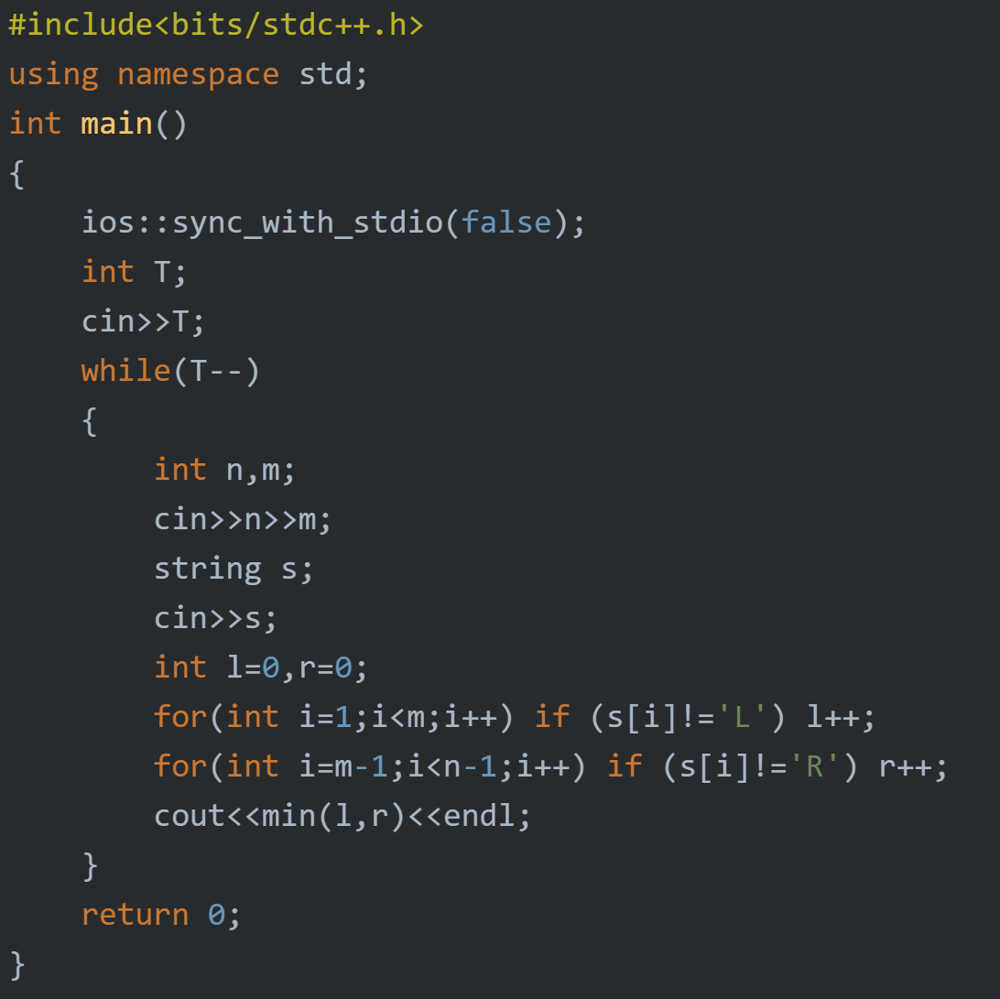 #include<bits/stdc++.h>
using namespace std;
int main()
{
    ios::sync_with_stdio(false);
    int T;
    cin>>T;
    while(T--)
    {
        int n,m;
        cin>>n>>m;
        string s;
        cin>>s;
        int l=0,r=0;
        for(int i=1;i<m;i++) if (s[i]!='L') l++;
        for(int i=m-1;i<n-1;i++) if (s[i]!='R') r++;
        cout<<min(l,r)<<endl;
    }
    return 0;
}